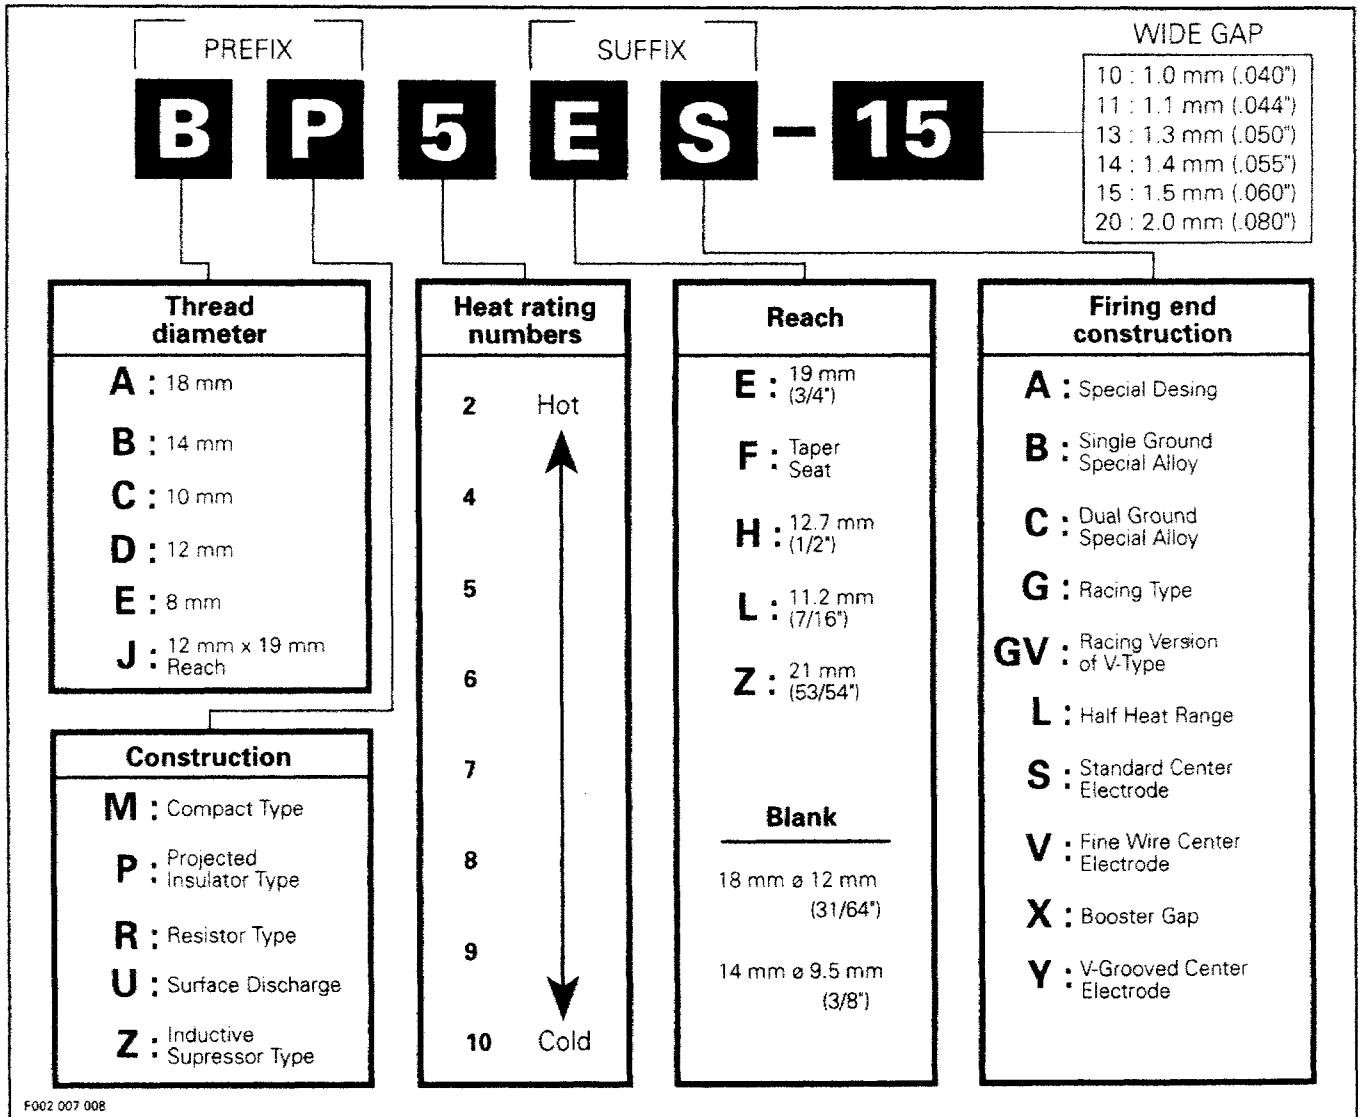 PREFIX
SUFFIX
WIDE GAP
B P 5 E S - 15
10 : 1.0 mm (.040")
11 : 1.1 mm (.044")
13 : 1.3 mm (.050")
14 : 1.4 mm (.055")
15 : 1.5 mm (.060")
20 : 2.0 mm (.080")
Thread
diameter
A : 18 mm
B : 14 mm
C : 10 mm
D : 12 mm
E : 8 mm
J : 12 mm x 19 mm
Reach
Construction
M : Compact Type
P : Projected
Insulator Type
R : Resistor Type
U : Surface Discharge
Z : Inductive
Supressor Type
Heat rating
numbers
2 Hot
4
5
6
7
8
9
10 Cold
Reach
E : 19 mm
(3/4")
F : Taper
Seat
H : 12.7 mm
(1/2")
L : 11.2 mm
(7/16")
Z : 21 mm
(53/54")
Blank
18 mm ø 12 mm
(31/64")
14 mm ø 9.5 mm
(3/8")
Firing end
construction
A : Special Desing
B : Single Ground
Special Alloy
C : Dual Ground
Special Alloy
G : Racing Type
GV : Racing Version
of V-Type
L : Half Heat Range
S : Standard Center
Electrode
V : Fine Wire Center
Electrode
X : Booster Gap
Y : V-Grooved Center
Electrode
F002 007 008